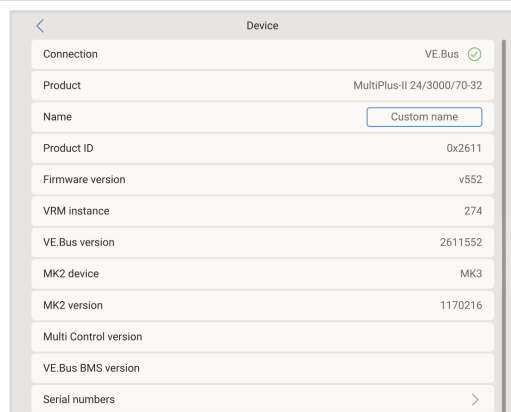 Device
Connection VE.Bus
Product MultiPlus-II 24/3000/70-32
Name Custom name
Product ID 0x2611
Firmware version v552
VRM instance 274
VE.Bus version 2611552
MK2 device MK3
MK2 version 1170216
Multi Control version
VE.Bus BMS version
Serial numbers